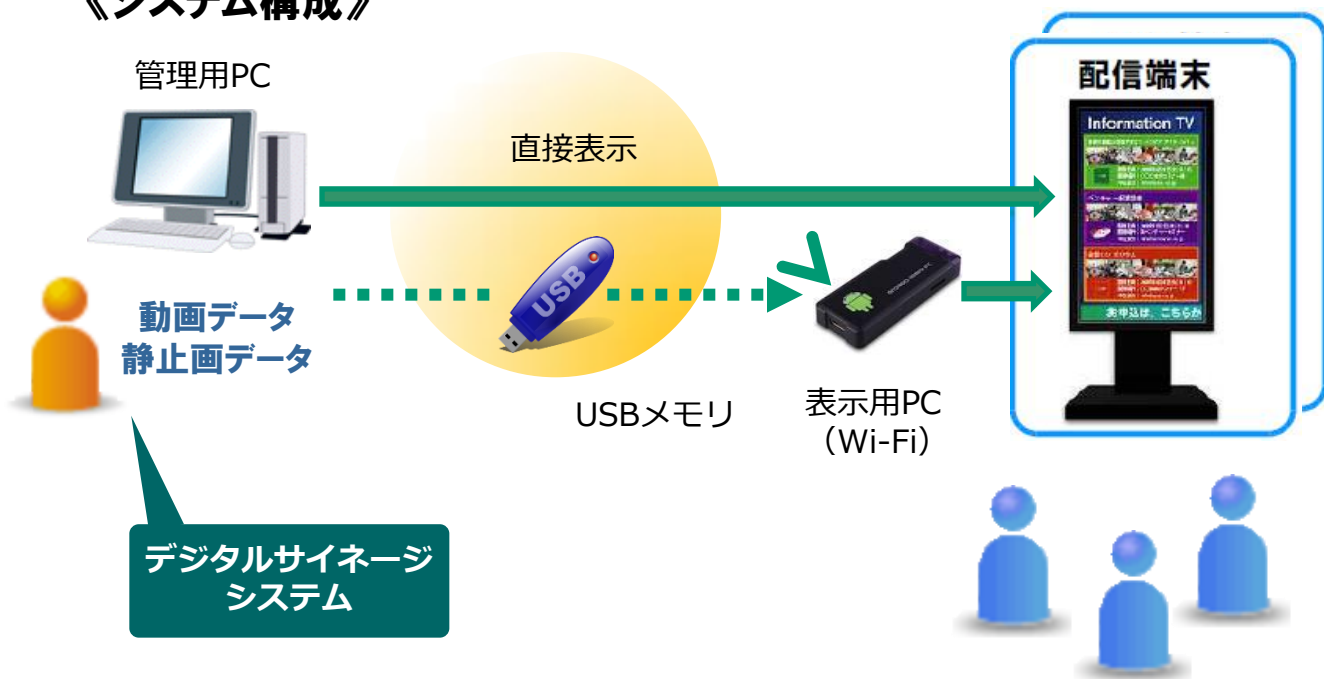 《システム構成》
管理用PC
配信端末
Information TV
直接表示
USB
動画データ
静止画データ
USBメモリ
表示用PC
（Wi-Fi）
お申込は、こちらか
デジタルサイネージ
システム